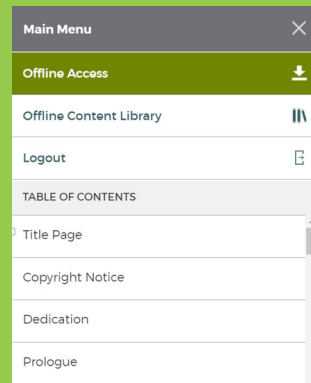 Main Menu
Offline Access
Offline Content Library
Logout
TABLE OF CONTENTS
Title Page
Copyright Notice
Dedication
Prologue